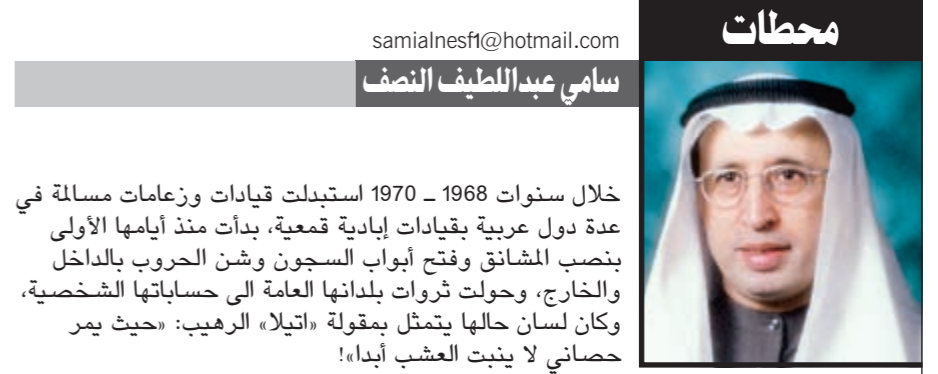 محطات
samialnesf1@hotmail.com
سامي عبداللطيف النصف
خلال سنوات 1968 ـ 1970 استبدلت قيادات وزعامات مسالمة في
عدة دول عربية بقيادات إبادية قمعية، بدأت منذ أيامها الأولى
بنصب المشانق وفتح أبواب السجون وشن الحروب بالداخل
والخارج، وحولت ثروات بلدانها العامة الى حساباتها الشخصية،
وكان لسان حالها يتمثل بمقولة «اتيلا» الرهيب: «حيث يمر
حصاني لا ينبت العشب أبدا»!